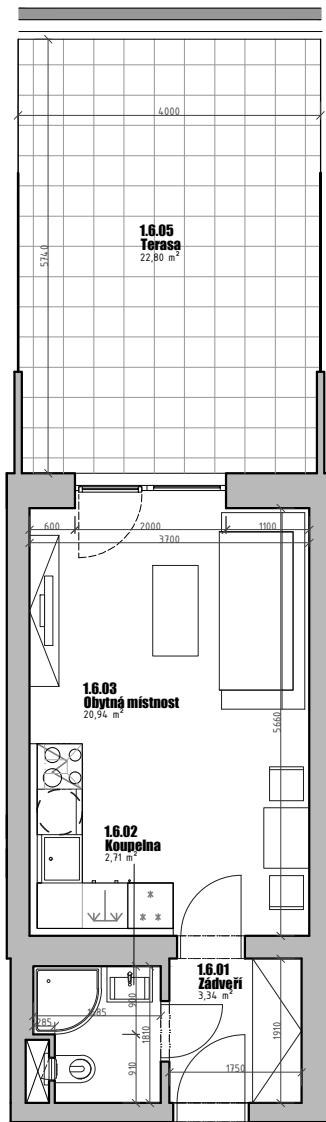 4000
1.6.05
Terasa
22,80 m²
5740
600
2000
1100
3700
1.6.03
Obytná místnost
20,94 m²
5660
1.6.02
Koupelna
2,71 m²
1.6.01
Zádveří
3,34 m²
900
1585
285
1810
910
1910
1750